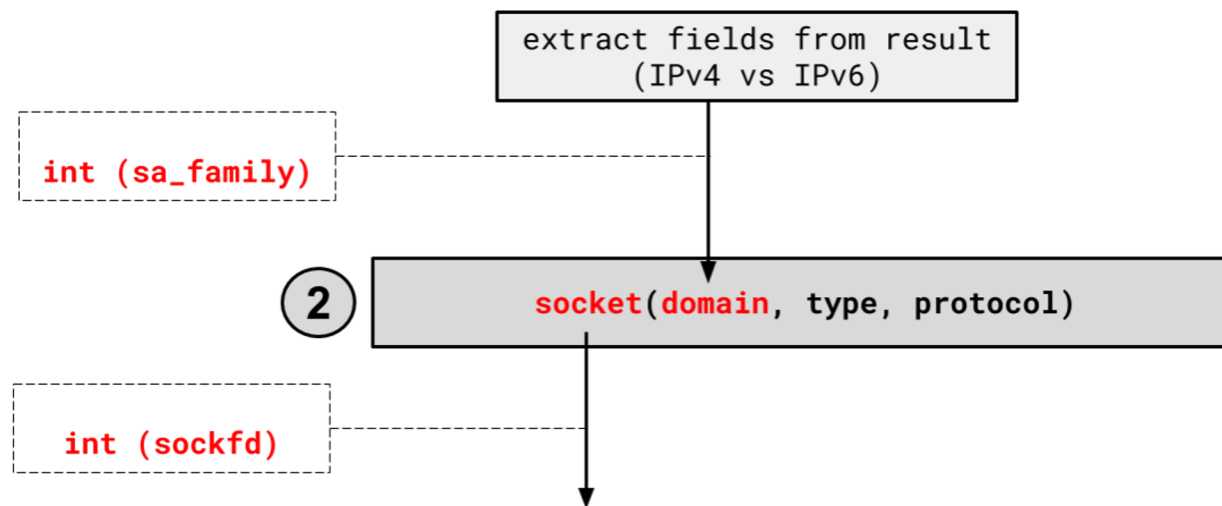 extract fields from result
(IPv4 vs IPv6)
int (sa_family)
2
socket(domain, type, protocol)
int (sockfd)